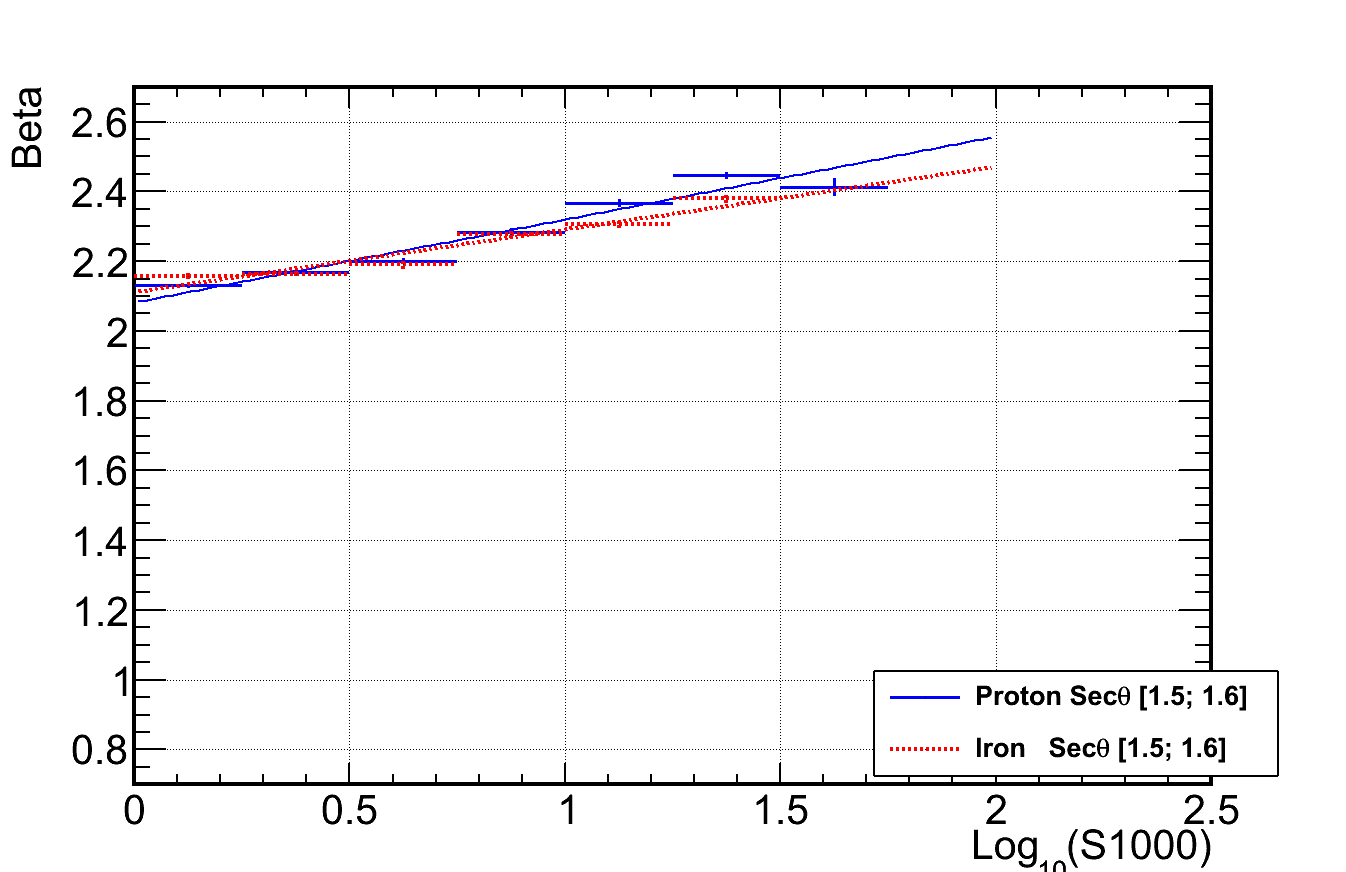 Beta
2.6
2.4
2.2
2
1.8
1.6
1.4
1.2
1
0.8
0 0.5 1 1.5 2 2.5
Log10(S1000)
Proton Secθ [1.5; 1.6]
Iron Secθ [1.5; 1.6]